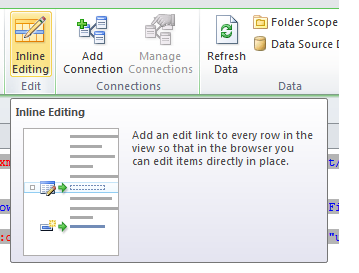 Inline Editing
Add Connection
Manage Connections
Refresh Data
Folder Scope
Data Source
Edit
Connections
Data
Inline Editing
Add an edit link to every row in the
view so that in the browser you
can edit items directly in place.